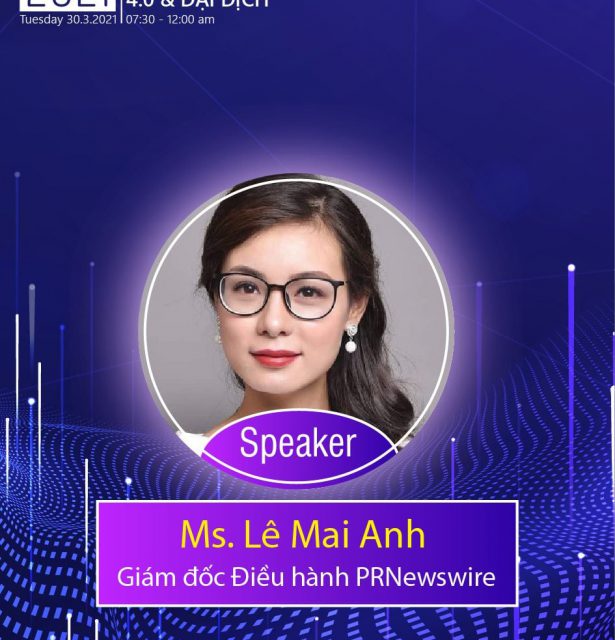 2021
4.0 & ĐẠI DỊCH
Tuesday 30.3.2021 07:30 - 12:00 am
Speaker
Ms. Lê Mai Anh
Giám đốc Điều hành PRNewswire